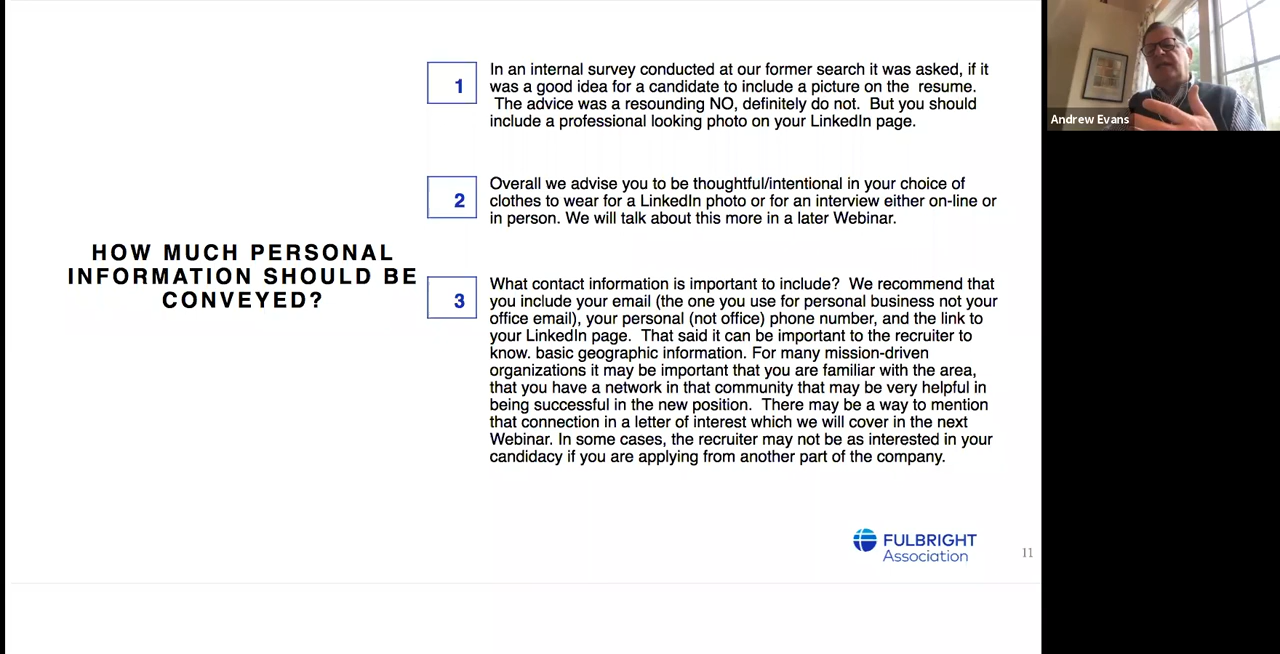 HOW MUCH PERSONAL
INFORMATION SHOULD BE
CONVEYED?
1
In an internal survey conducted at our former search it was asked, if it
was a good idea for a candidate to include a picture on the resume.
The advice was a resounding NO, definitely do not. But you should
include a professional looking photo on your LinkedIn page.
2
Overall we advise you to be thoughtful/intentional in your choice of
clothes to wear for a LinkedIn photo or for an interview either on-line or
in person. We will talk about this more in a later Webinar.
3
What contact information is important to include? We recommend that
you include your email (the one you use for personal business not your
office email), your personal (not office) phone number, and the link to
your LinkedIn page. That said it can be important to the recruiter to
know. basic geographic information. For many mission-driven
organizations it may be important that you are familiar with the area,
that you have a network in that community that may be very helpful in
being successful in the new position. There may be a way to mention
that connection in a letter of interest which we will cover in the next
Webinar. In some cases, the recruiter may not be as interested in your
candidacy if you are applying from another part of the company.
FULBRIGHT
Association
11
Andrew Evans